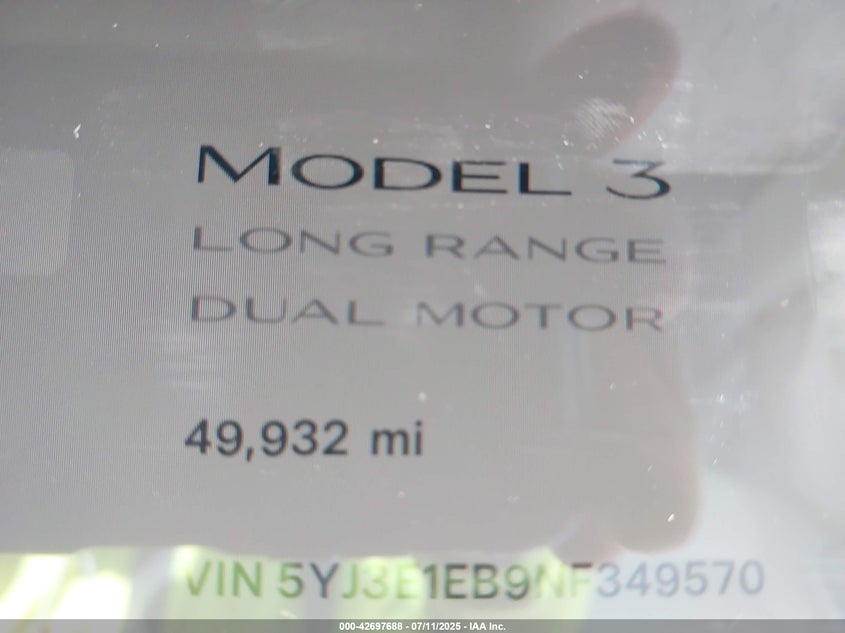 MODEL 3
LONG RANGE
DUAL MOTOR
49,932 mi
VIN 5YJ3E1EB9NF349570
000-42697688 - 07/11/2025 - IAA Inc.